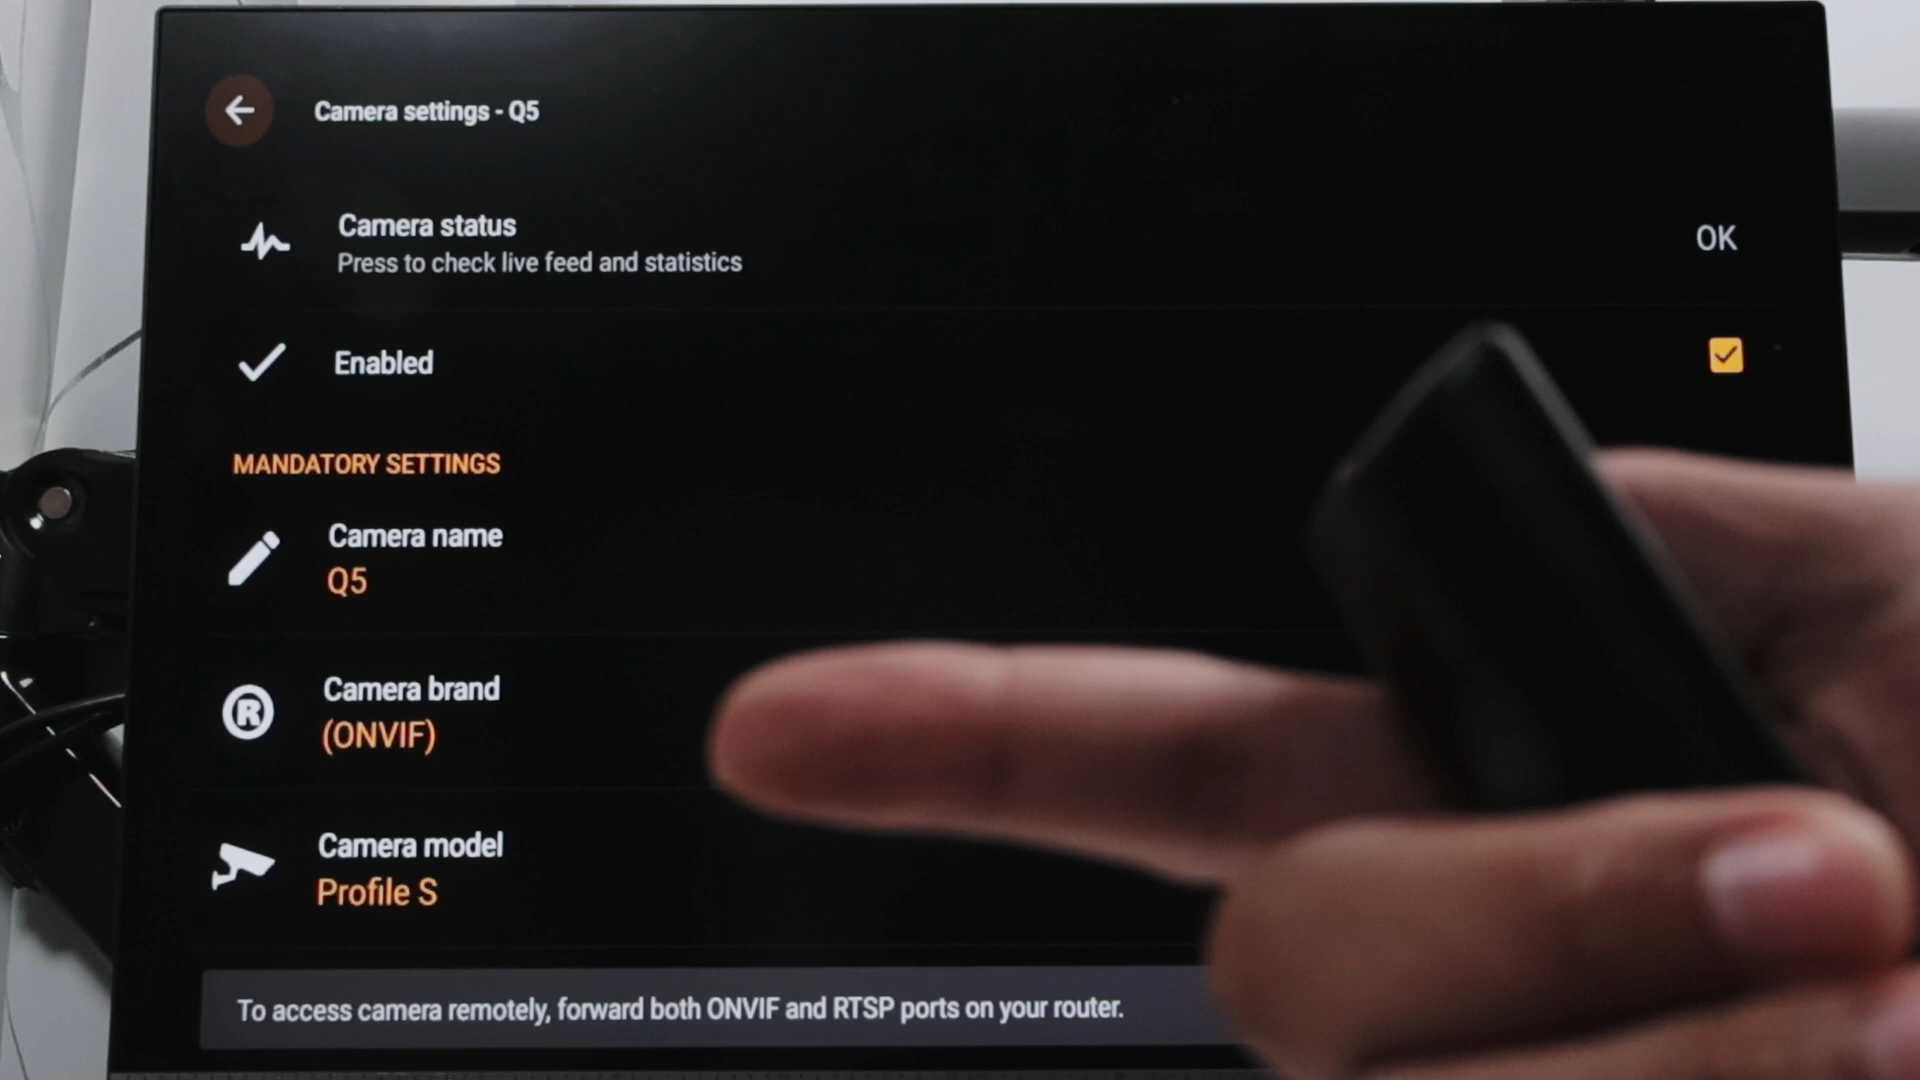 Camera settings - Q5
Camera status
Press to check live feed and statistics
OK
Enabled
MANDATORY SETTINGS
Camera name
Q5
Camera brand
(ONVIF)
Camera model
Profile S
To access camera remotely, forward both ONVIF and RTSP ports on your router.